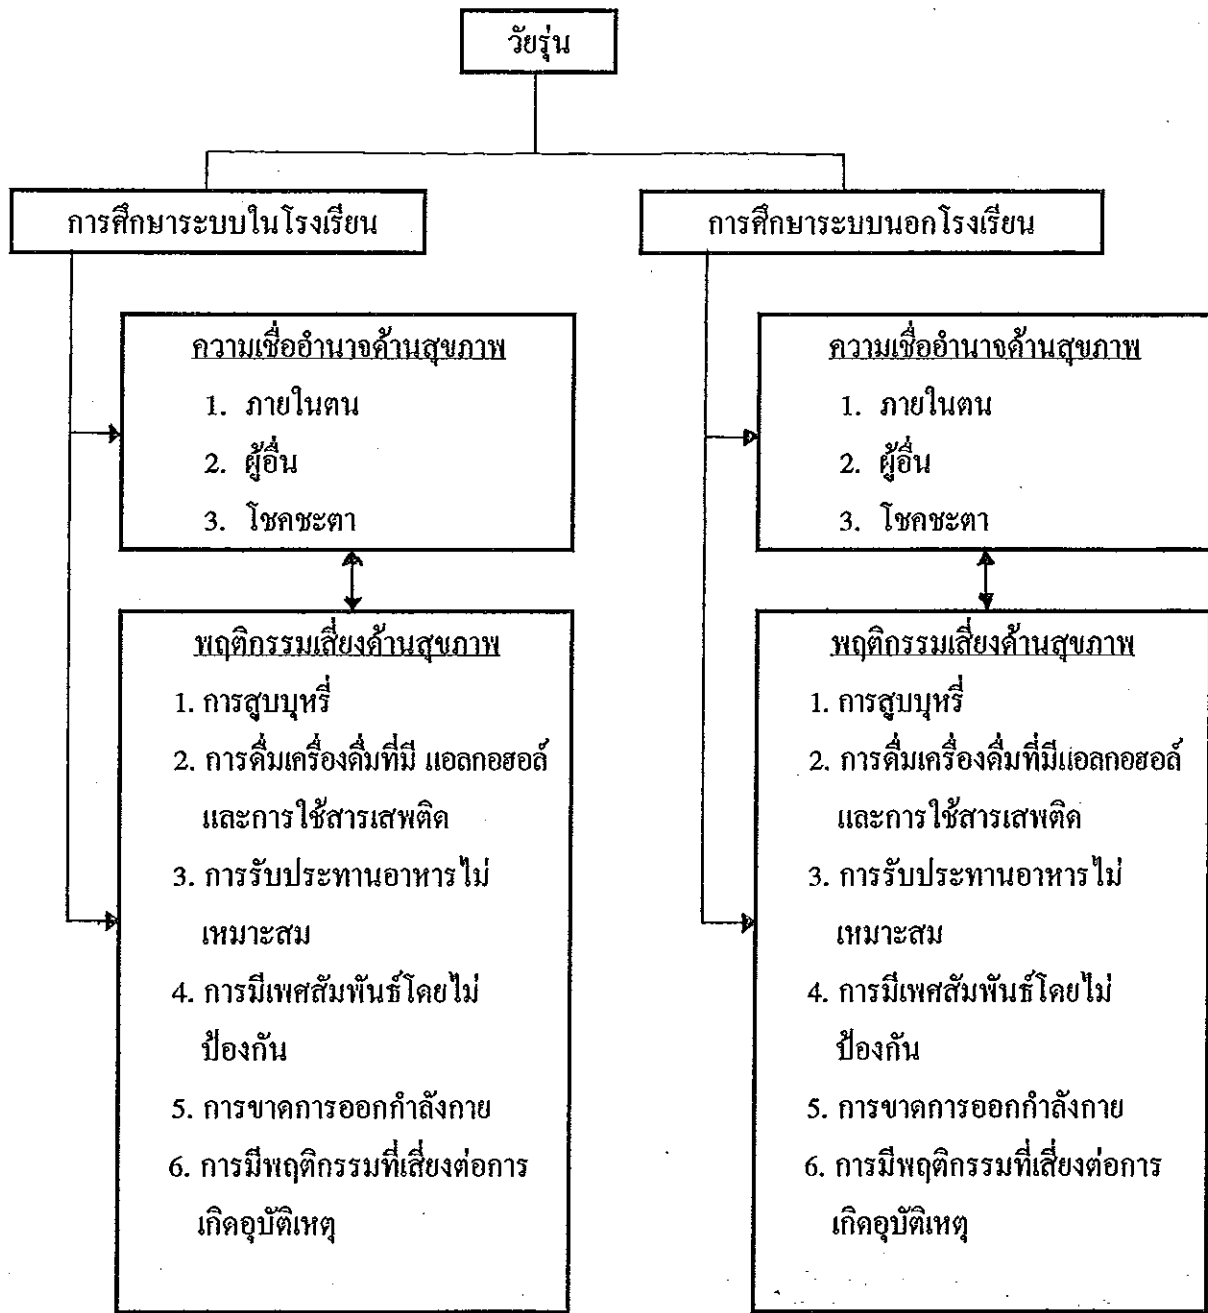 วัยรุ่น
การศึกษาระบบในโรงเรียน
ความเชื่ออำนาจด้านสุขภาพ
1. ภายในตน
2. ผู้อื่น
3. โชคชะตา
พฤติกรรมเสี่ยงด้านสุขภาพ
1. การสูบบุหรี่
2. การดื่มเครื่องดื่มที่มี แอลกอฮอล์
และการใช้สารเสพติด
3. การรับประทานอาหารไม่
เหมาะสม
4. การมีเพศสัมพันธ์โดยไม่
ป้องกัน
5. การขาดการออกกำลังกาย
6. การมีพฤติกรรมที่เสี่ยงต่อการ
เกิดอุบัติเหตุ
การศึกษาระบบนอกโรงเรียน
ความเชื่ออำนาจด้านสุขภาพ
1. ภายในตน
2. ผู้อื่น
3. โชคชะตา
พฤติกรรมเสี่ยงด้านสุขภาพ
1. การสูบบุหรี่
2. การดื่มเครื่องดื่มที่มีแอลกอฮอล์
และการใช้สารเสพติด
3. การรับประทานอาหารไม่
เหมาะสม
4. การมีเพศสัมพันธ์โดยไม่
ป้องกัน
5. การขาดการออกกำลังกาย
6. การมีพฤติกรรมที่เสี่ยงต่อการ
เกิดอุบัติเหตุ